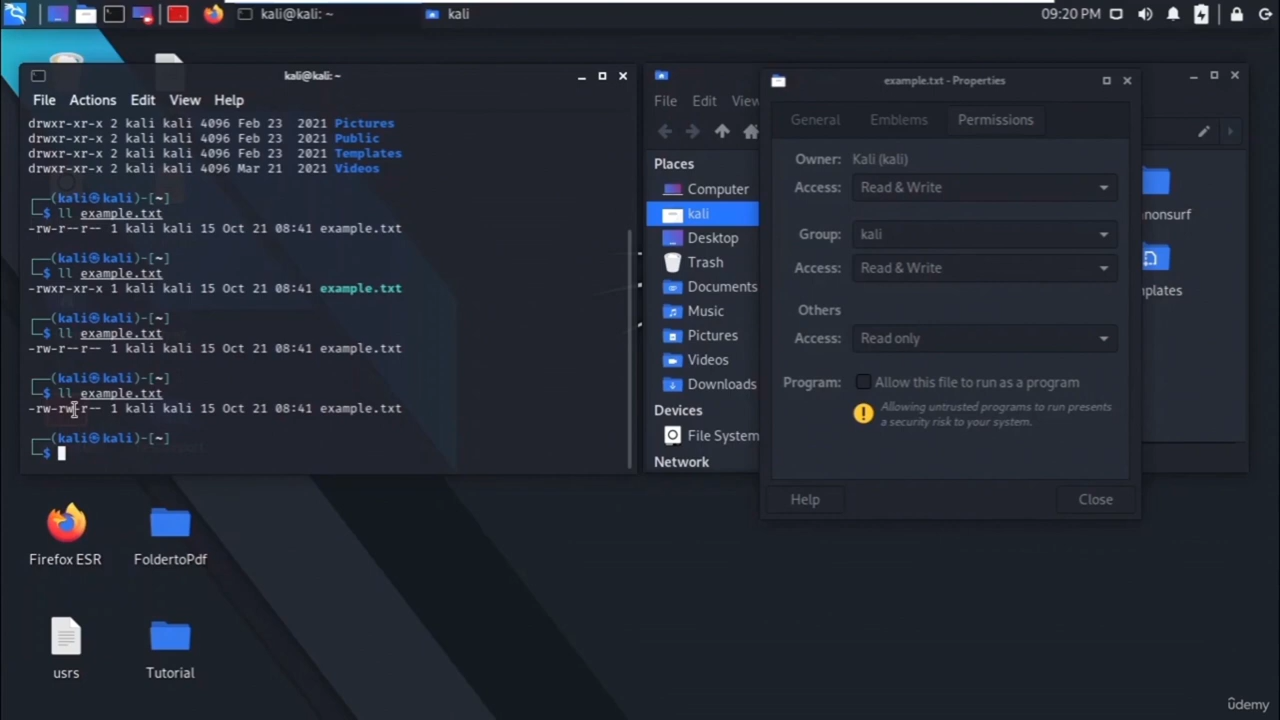 kali@kali: ~
kali
09:20 PM
kali@kali: ~
File Actions Edit View Help
drwxr-xr-x 2 kali kali 4096 Feb 23  2021 Pictures
drwxr-xr-x 2 kali kali 4096 Feb 23  2021 Public
drwxr-xr-x 2 kali kali 4096 Feb 23  2021 Templates
drwxr-xr-x 2 kali kali 4096 Mar 21  2021 Videos
┌──(kali㉿kali)-[~]
└─$ ll example.txt
-rw-r--r-- 1 kali kali 15 Oct 21 08:41 example.txt
┌──(kali㉿kali)-[~]
└─$ ll example.txt
-rwxr-xr-x 1 kali kali 15 Oct 21 08:41 example.txt
┌──(kali㉿kali)-[~]
└─$ ll example.txt
-rw-r--r-- 1 kali kali 15 Oct 21 08:41 example.txt
┌──(kali㉿kali)-[~]
└─$ ll example.txt
-rw-rw-r-- 1 kali kali 15 Oct 21 08:41 example.txt
┌──(kali㉿kali)-[~]
└─$
File Edit View
Places
Computer
kali
Desktop
Trash
Documents
Music
Pictures
Videos
Downloads
Devices
File System
Network
nonsurf
plates
example.txt - Properties
General Emblems Permissions
Owner: Kali (kali)
Access: Read & Write
Group: kali
Access: Read & Write
Others
Access: Read only
Program: Allow this file to run as a program
Allowing untrusted programs to run presents
a security risk to your system.
Help Close
Firefox ESR
FoldertoPdf
usrs
Tutorial
ûdemy